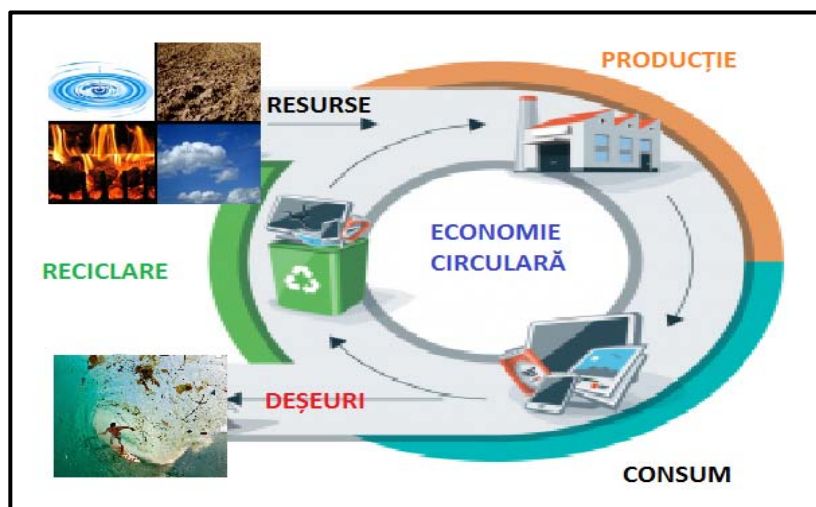 PRODUCȚIE
RESURSE
ECONOMIE
CIRCULARĂ
RECICLARE
DEȘEURI
CONSUM